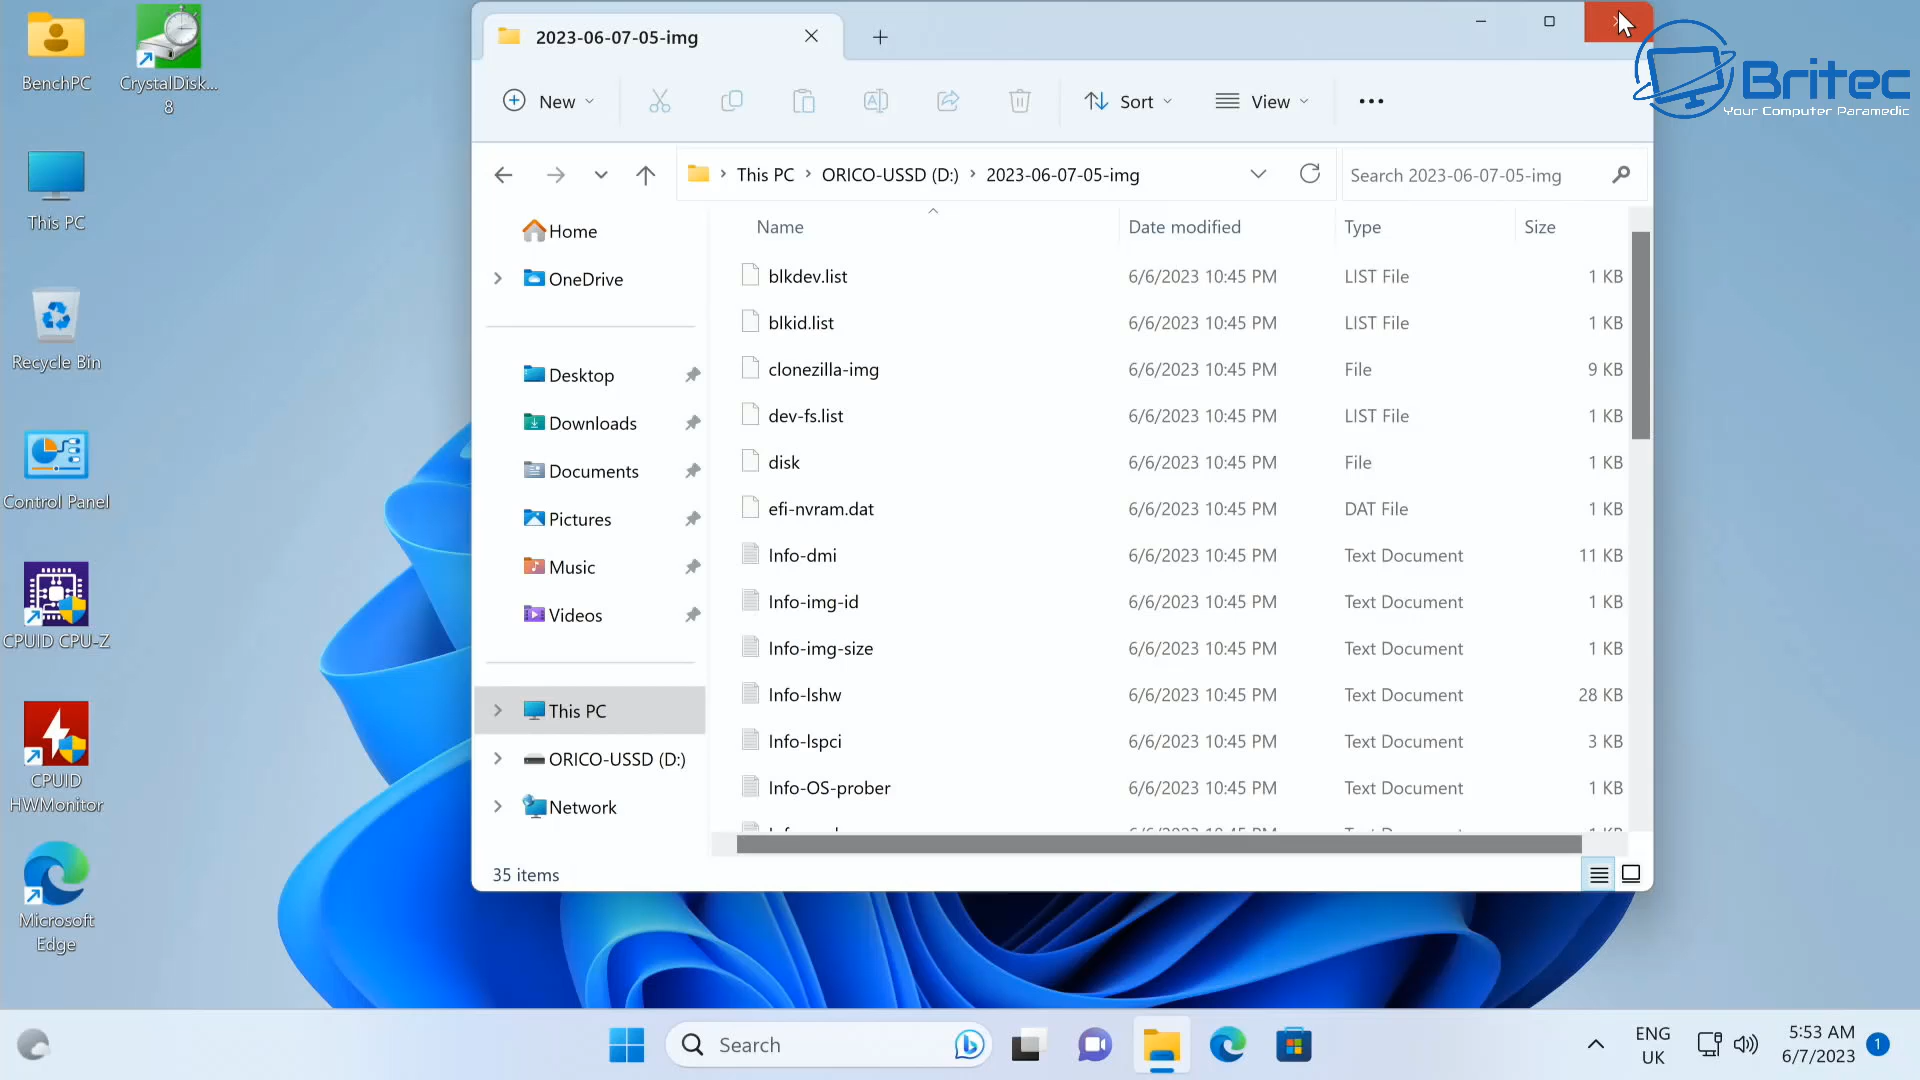 BenchPC
CrystalDisk...
8
This PC
Recycle Bin
Control Panel
CPUID CPU-Z
CPUID
HWMonitor
Microsoft
Edge
2023-06-07-05-img
Britec
Your Computer Paramedic
New
Sort
View
This PC
ORICO-USSD (D:)
2023-06-07-05-img
Search 2023-06-07-05-img
Home
OneDrive
Desktop
Downloads
Documents
Pictures
Music
Videos
This PC
ORICO-USSD (D:)
Network
Name Date modified Type Size
blkdev.list 6/6/2023 10:45 PM LIST File 1 KB
blkid.list 6/6/2023 10:45 PM LIST File 1 KB
clonezilla-img 6/6/2023 10:45 PM File 9 KB
dev-fs.list 6/6/2023 10:45 PM LIST File 1 KB
disk 6/6/2023 10:45 PM File 1 KB
efi-nvram.dat 6/6/2023 10:45 PM DAT File 1 KB
Info-dmi 6/6/2023 10:45 PM Text Document 11 KB
Info-img-id 6/6/2023 10:45 PM Text Document 1 KB
Info-img-size 6/6/2023 10:45 PM Text Document 1 KB
Info-lshw 6/6/2023 10:45 PM Text Document 28 KB
Info-lspci 6/6/2023 10:45 PM Text Document 3 KB
Info-OS-prober 6/6/2023 10:45 PM Text Document 1 KB
35 items
Search
ENG
UK
5:53 AM
6/7/2023
1